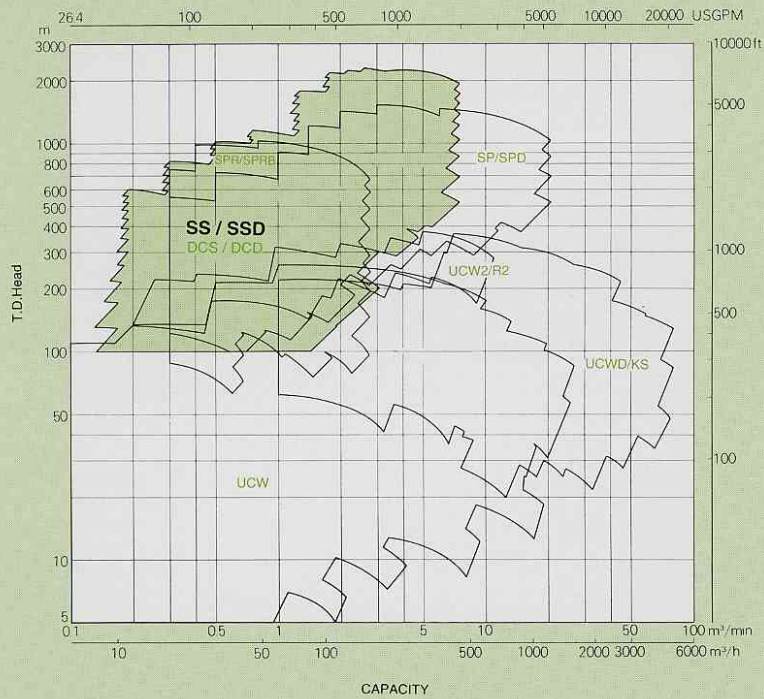 26.4 100 500 1000 5000 10000 20000 USGPM
m
3000 10000 ft
2000
5000
1000
800
SPR/SPRB SP/SPD
600
500
400 SS / SSD
DCS / DCD
300 1000
UCW2/R2
200
500
T.D.Head
100
UCWD/KS
50
100
UCW
10
5
0.1 0.5 1 5 10 50 100 m³/min
10 50 100 500 1000 2000 3000 6000 m³/h
CAPACITY